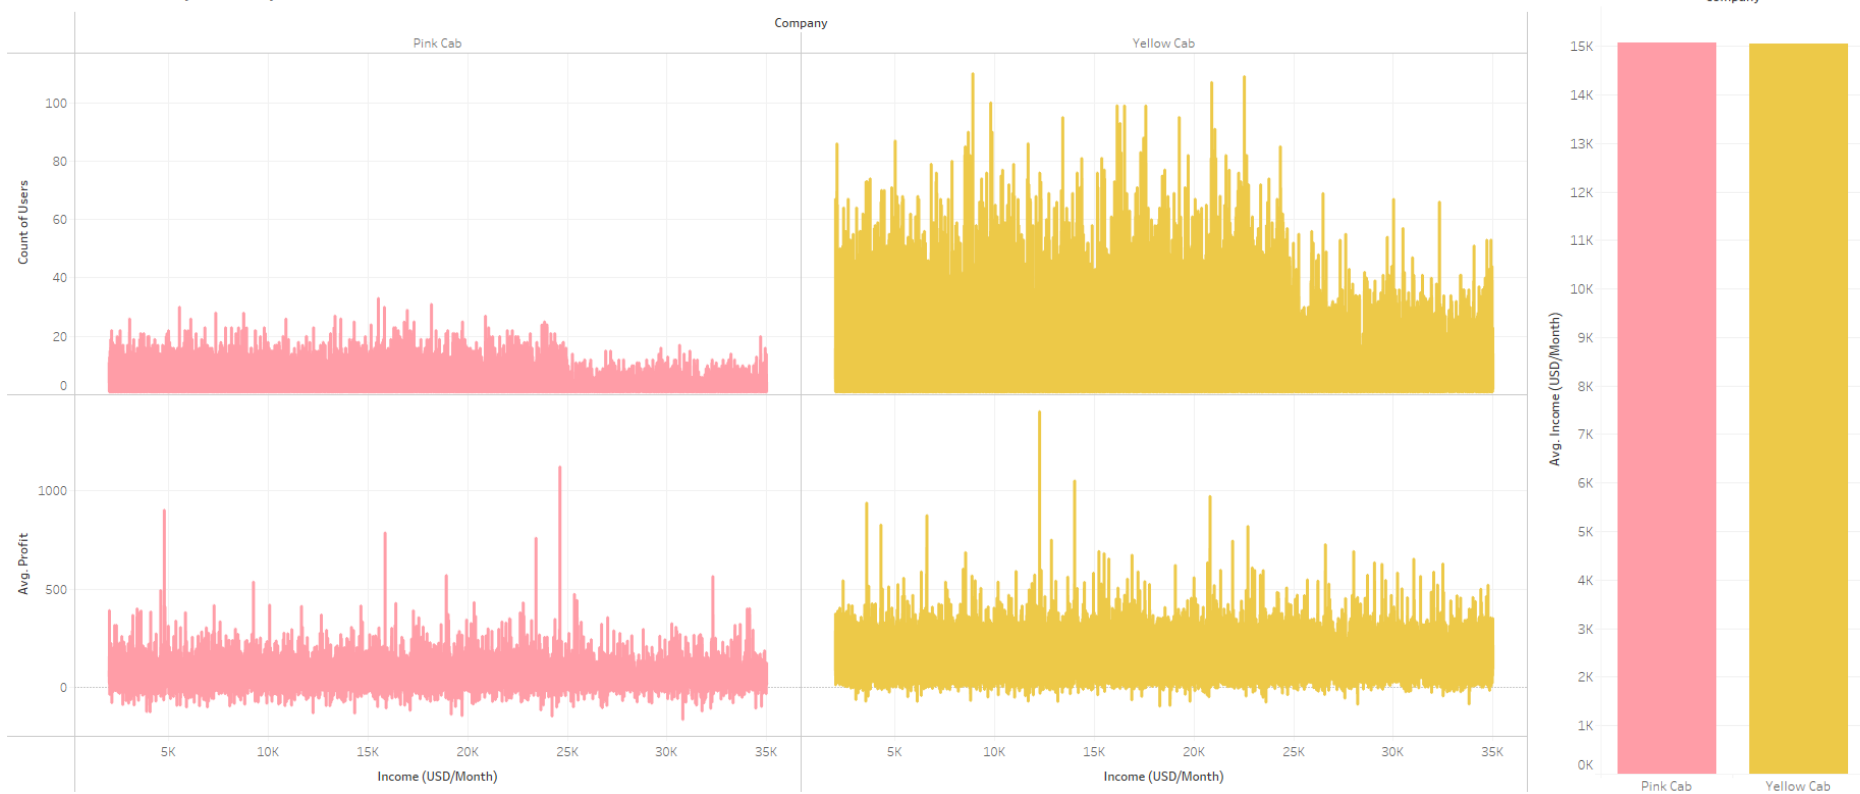 Company
Company
Pink Cab
Yellow Cab
Count of Users
100
80
60
40
20
0
Avg. Profit
1000
500
0
5K 10K 15K 20K 25K 30K 35K
5K 10K 15K 20K 25K 30K 35K
Income (USD/Month)
Income (USD/Month)
Avg. Income (USD/Month)
15K
14K
13K
12K
11K
10K
9K
8K
7K
6K
5K
4K
3K
2K
1K
0K
Pink Cab
Yellow Cab